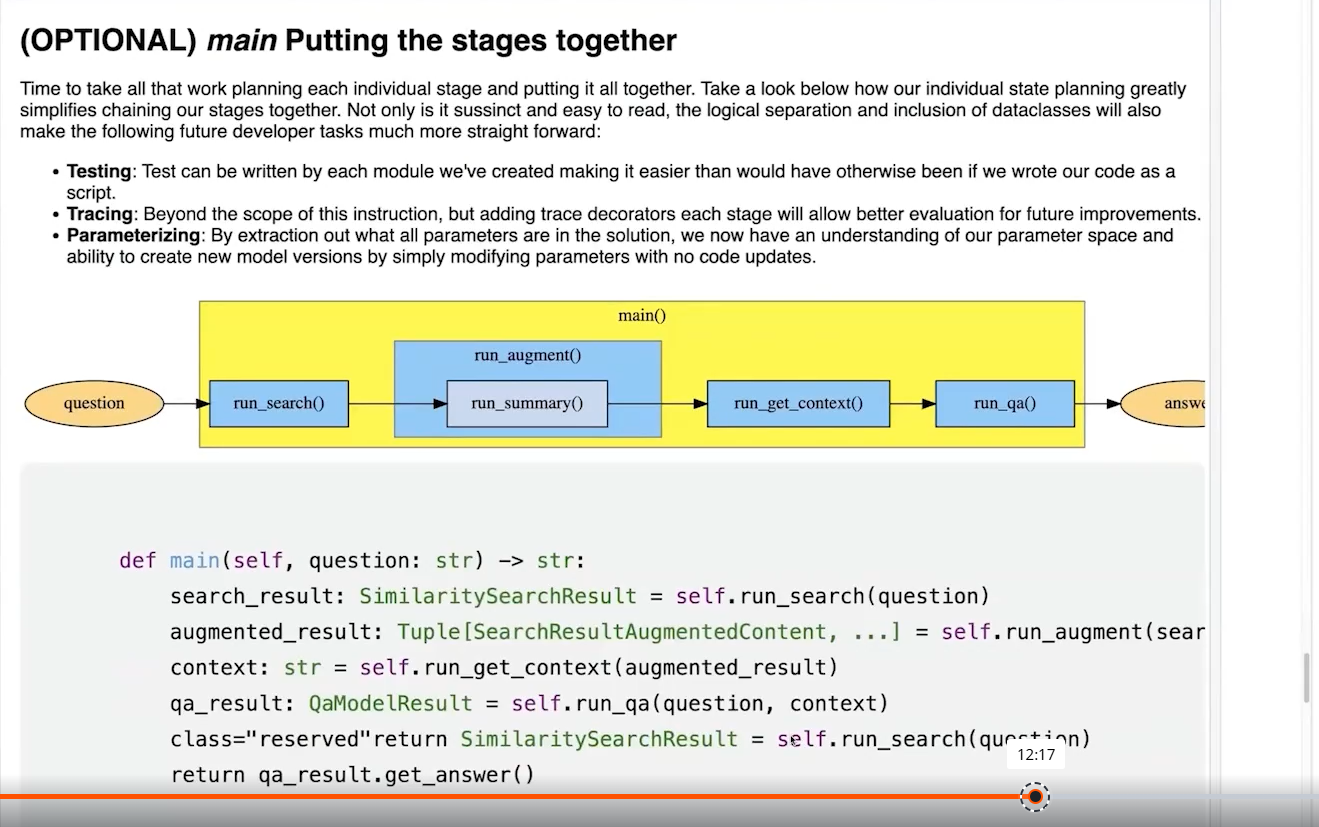 (OPTIONAL) main Putting the stages together
Time to take all that work planning each individual stage and putting it all together. Take a look below how our individual state planning greatly
simplifies chaining our stages together. Not only is it sussinct and easy to read, the logical separation and inclusion of dataclasses will also
make the following future developer tasks much more straight forward:
• Testing: Test can be written by each module we've created making it easier than would have otherwise been if we wrote our code as a
script.
• Tracing: Beyond the scope of this instruction, but adding trace decorators each stage will allow better evaluation for future improvements.
• Parameterizing: By extraction out what all parameters are in the solution, we now have an understanding of our parameter space and
ability to create new model versions by simply modifying parameters with no code updates.
main()
run_augment()
question
run_search()
run_summary()
run_get_context()
run_qa()
answe
def main(self, question: str) -> str:
search_result: SimilaritySearchResult = self.run_search(question)
augmented_result: Tuple[SearchResultAugmentedContent, ...] = self.run_augment(sear
context: str = self.run_get_context(augmented_result)
qa_result: QaModelResult = self.run_qa(question, context)
class="reserved"return SimilaritySearchResult = self.run_search(question)
return qa_result.get_answer()
12:17